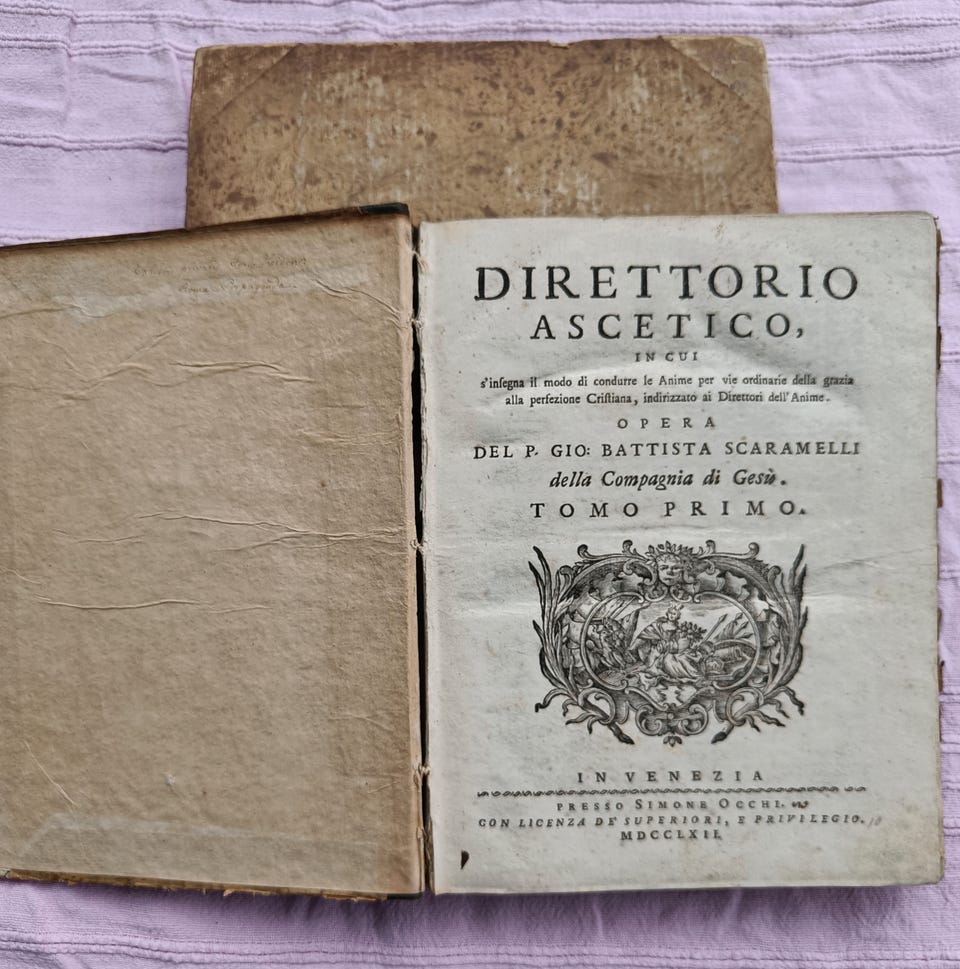 DIRETTORIO
ASCETICO,
IN CUI
s'inſegna il modo di condurre le Anime per vie ordinarie della grazia
alla perfezione Criſtiana, indirizzato ai Direttori dell'Anime.
OPERA
DEL P. GIO: BATTISTA SCARAMELLI
della Compagnia di Gesù.
TOMO PRIMO.
IN VENEZIA
PRESSO SIMONE OCCHI.
CON LICENZA DE' SUPERIORI, E PRIVILEGIO.
MDCCLXII.